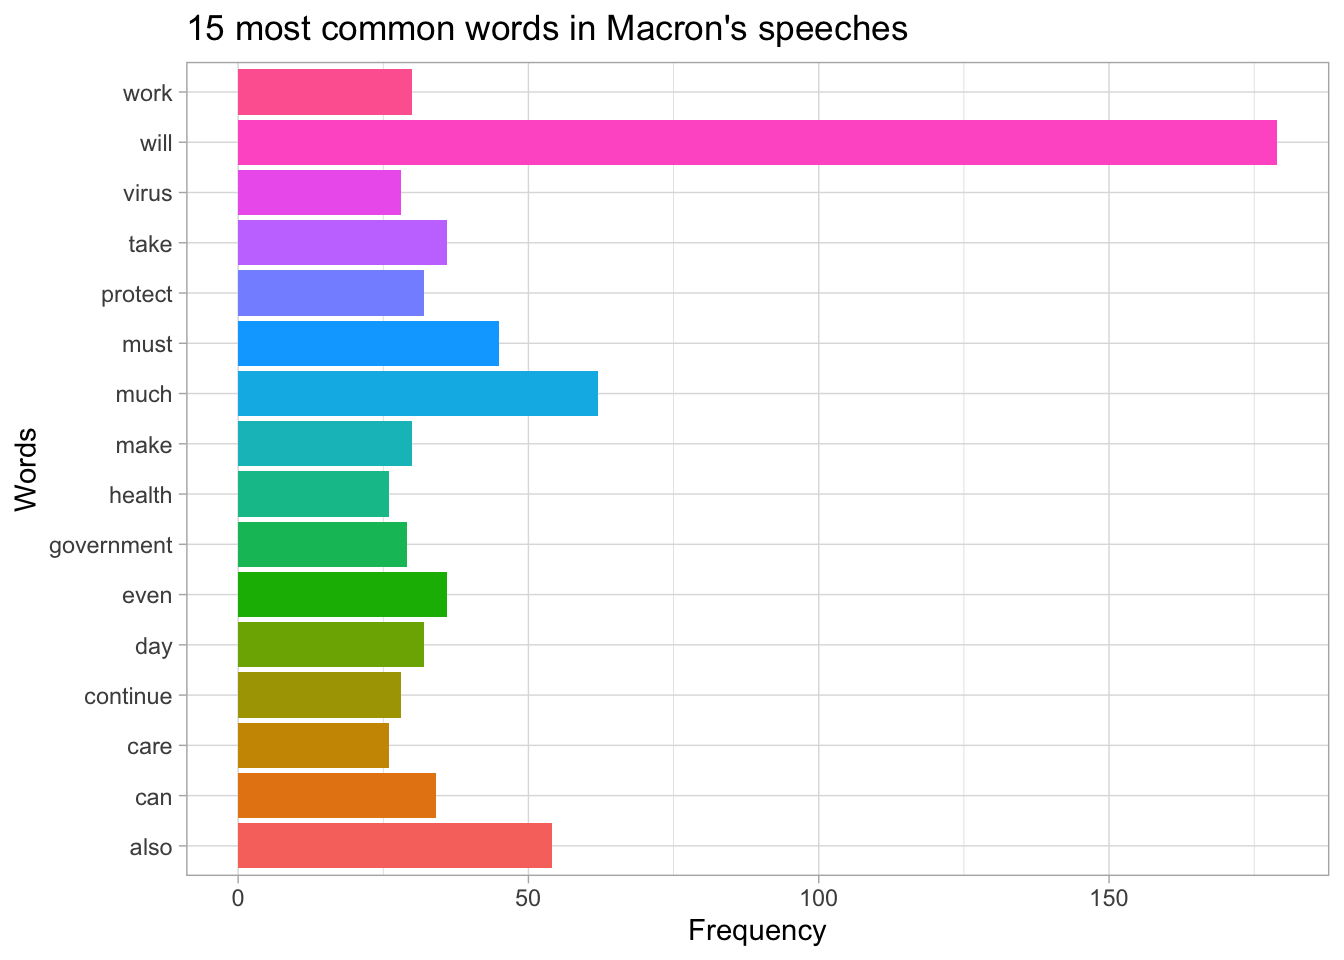 15 most common words in Macron's speeches
work
will
virus
take
protect
must
much
make
health
government
even
day
continue
care
can
also
Words
0 50 100 150
Frequency